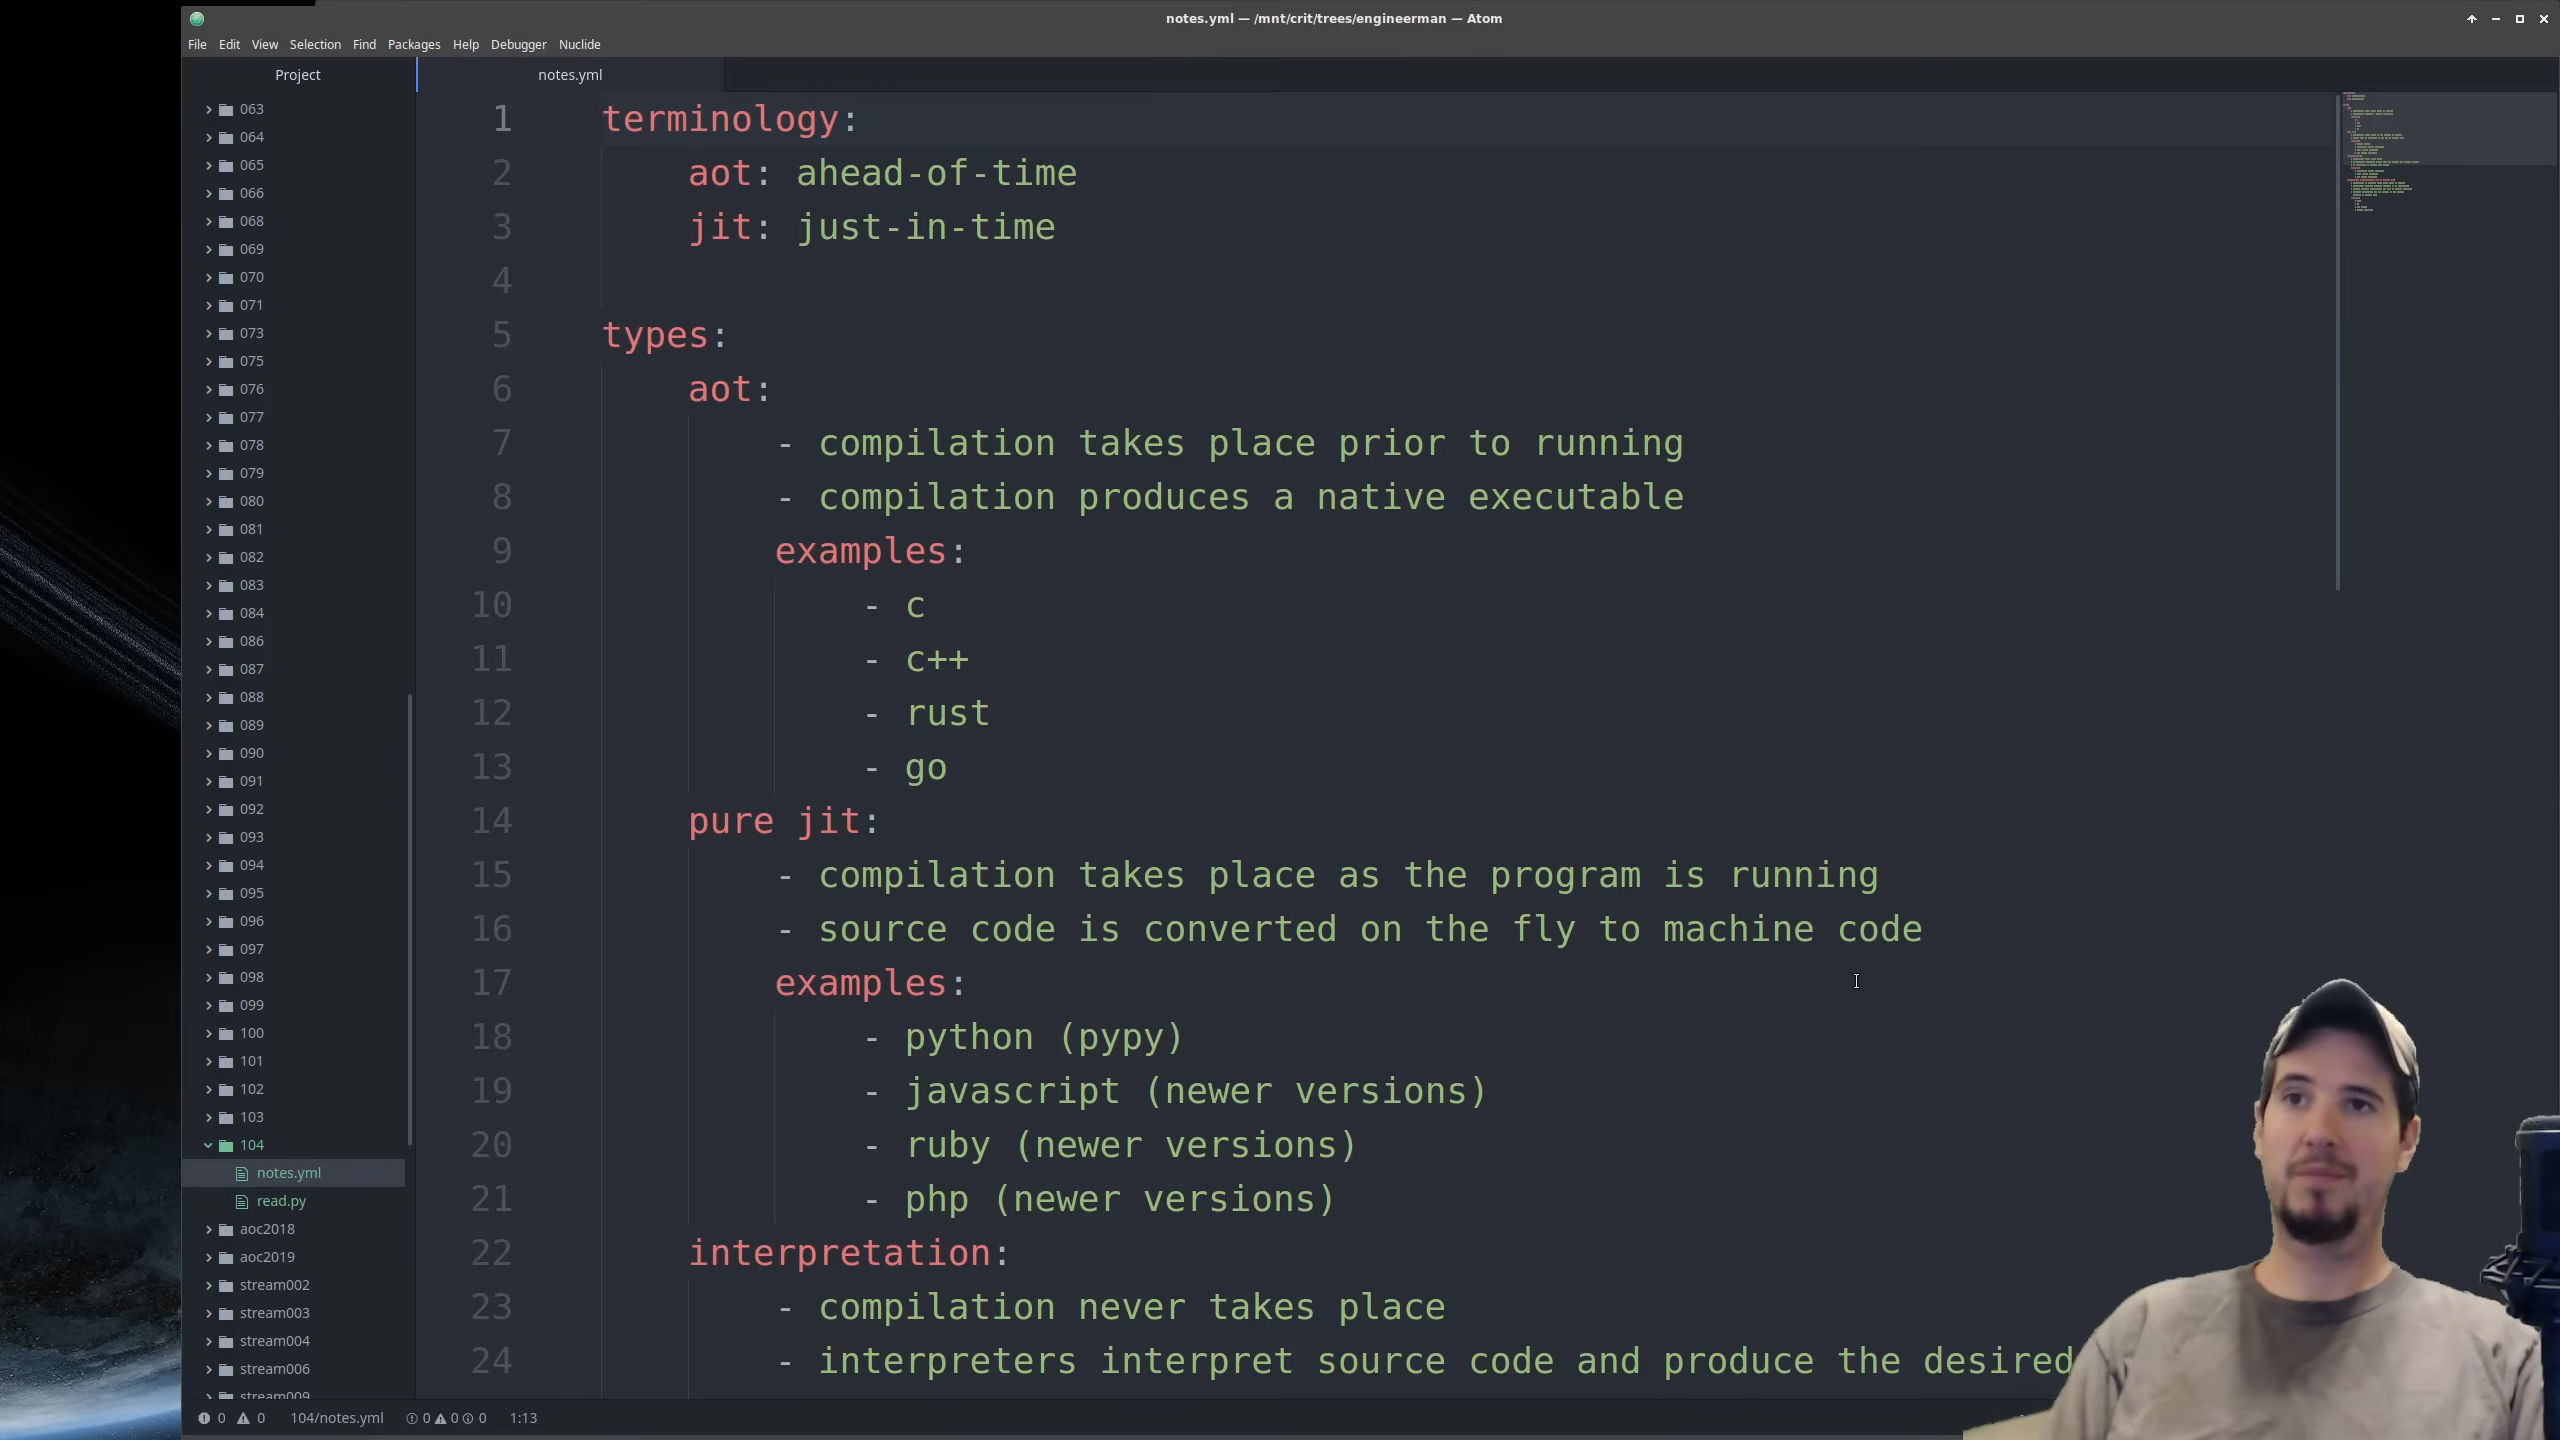 notes.yml — /mnt/crit/trees/engineerman — Atom
File Edit View Selection Find Packages Help Debugger Nuclide
Project
notes.yml
063
064
065
066
068
069
070
071
073
075
076
077
078
079
080
081
082
083
084
086
087
088
089
090
091
092
093
094
095
096
097
098
099
100
101
102
103
104
notes.yml
read.py
aoc2018
aoc2019
stream002
stream003
stream004
stream006
stream009
1 terminology:
2 aot: ahead-of-time
3 jit: just-in-time
4
5 types:
6 aot:
7 - compilation takes place prior to running
8 - compilation produces a native executable
9 examples:
10 - c
11 - c++
12 - rust
13 - go
14 pure jit:
15 - compilation takes place as the program is running
16 - source code is converted on the fly to machine code
17 examples:
18 - python (pypy)
19 - javascript (newer versions)
20 - ruby (newer versions)
21 - php (newer versions)
22 interpretation:
23 - compilation never takes place
24 - interpreters interpret source code and produce the desired
0 0 104/notes.yml 0 0 0 1:13